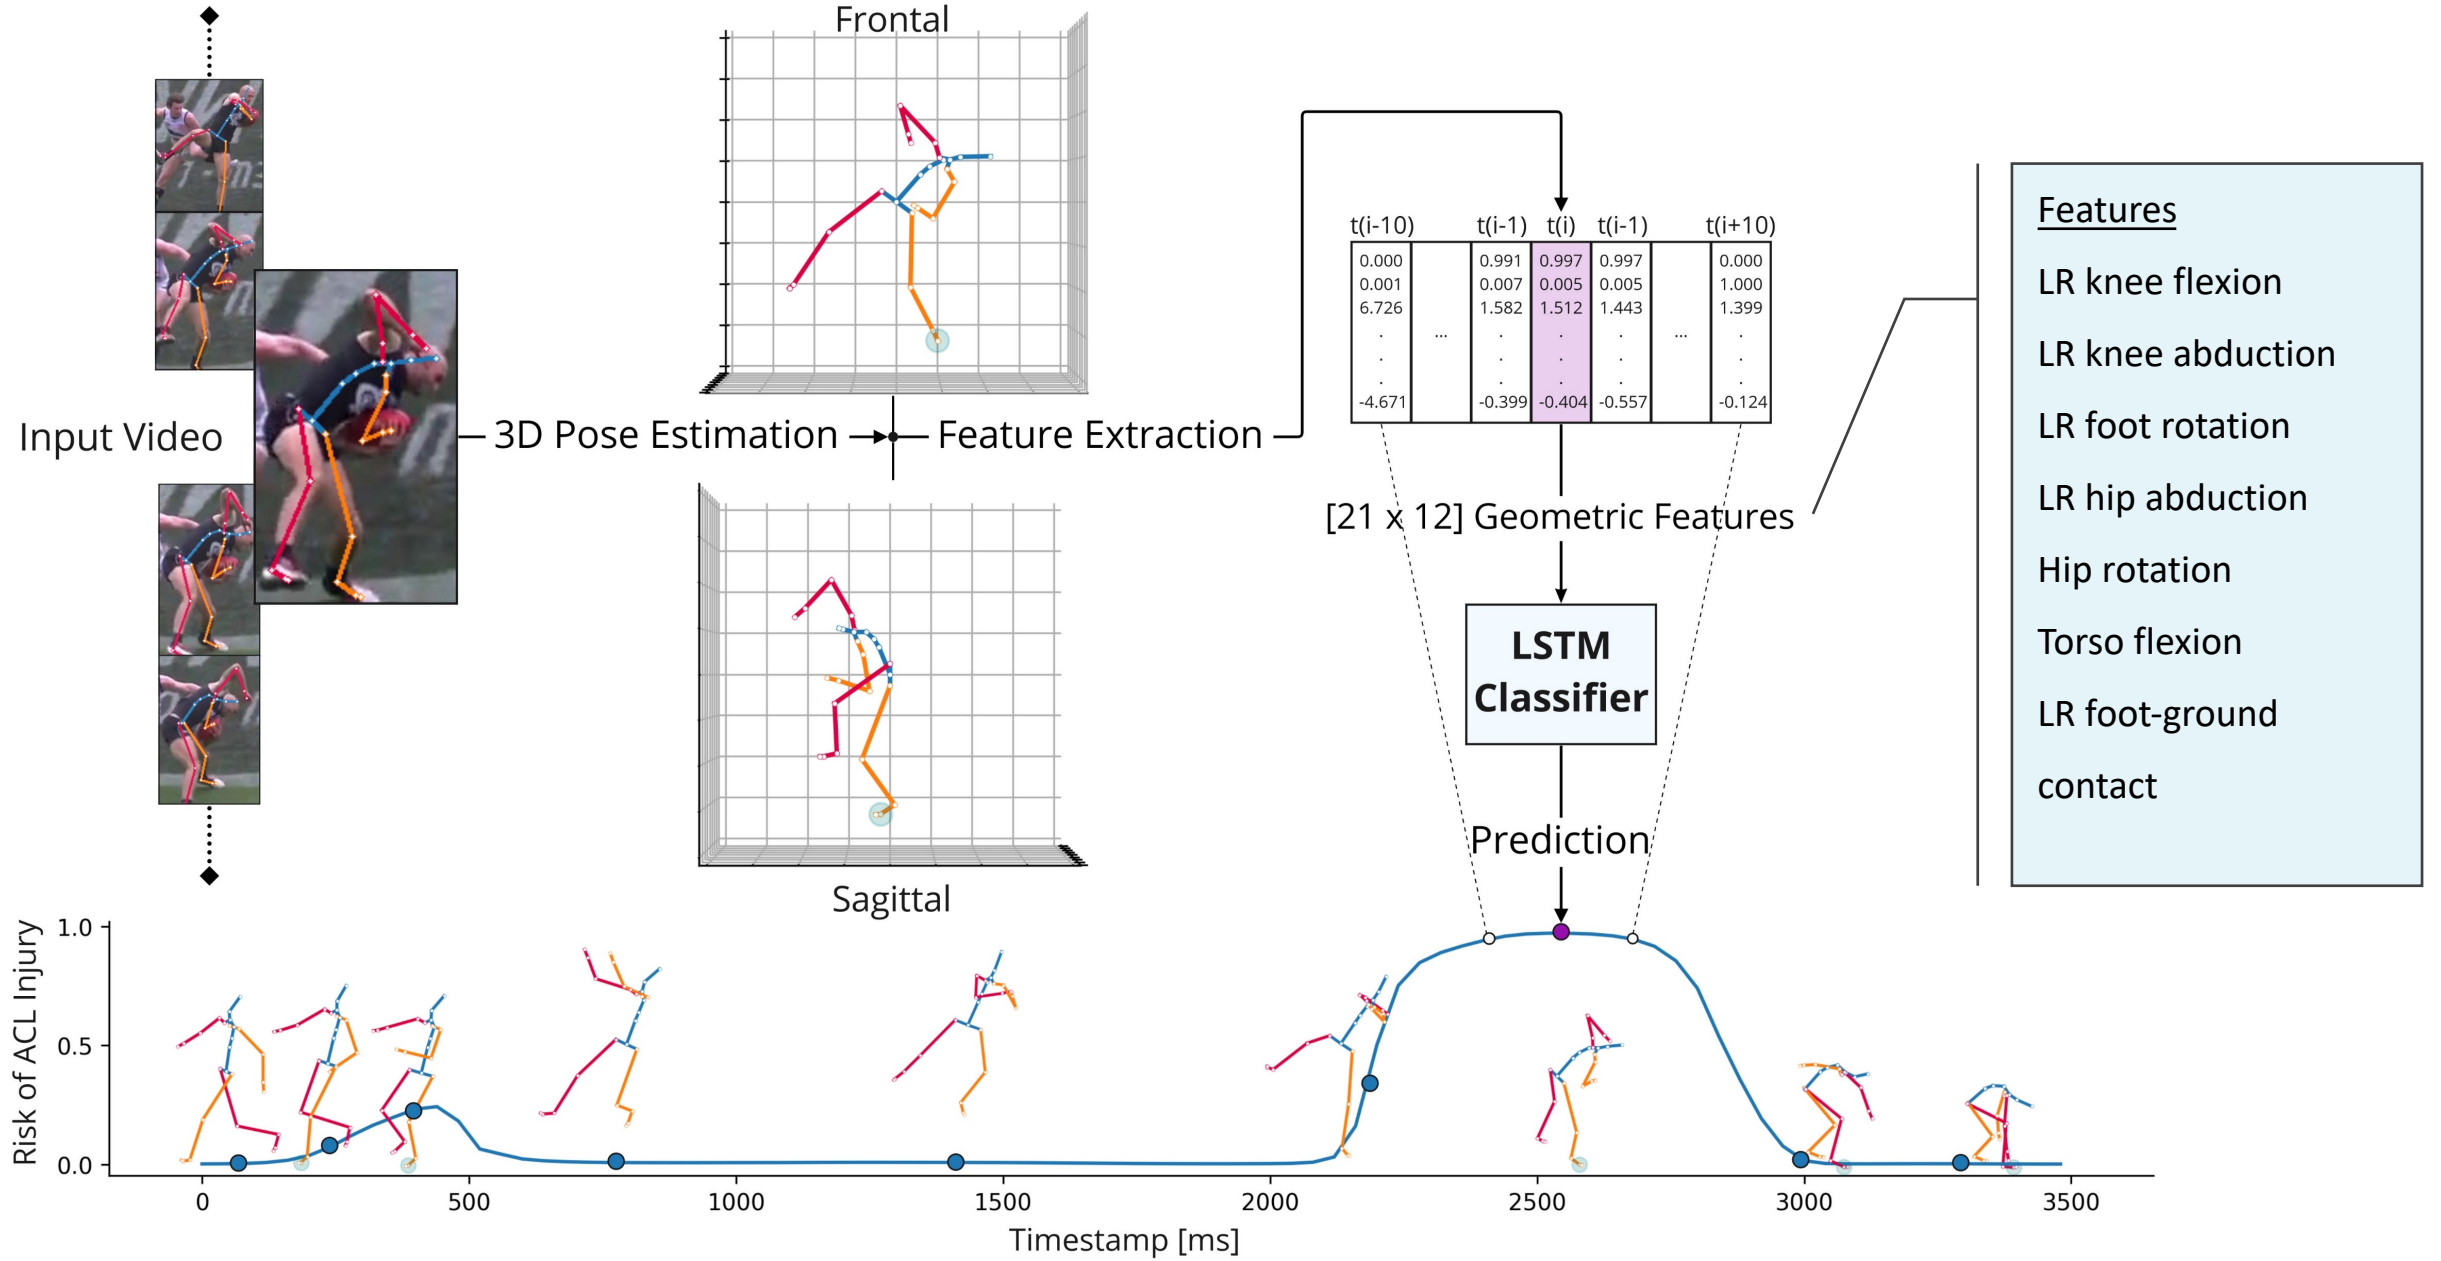 Frontal
Input Video
3D Pose Estimation
Feature Extraction
Sagittal
t(i-10) t(i-1) t(i) t(i-1) t(i+10)
0.000 0.991 0.997 0.997 0.000
0.001 0.007 0.005 0.005 1.000
6.726 1.582 1.512 1.443 1.399
. ... . . . ... .
. . . . .
. . . . .
-4.671 -0.399 -0.404 -0.557 -0.124
[21 x 12] Geometric Features
LSTM
Classifier
Prediction
Features
LR knee flexion
LR knee abduction
LR foot rotation
LR hip abduction
Hip rotation
Torso flexion
LR foot-ground
contact
Risk of ACL Injury
1.0
0.5
0.0
0 500 1000 1500 2000 2500 3000 3500
Timestamp [ms]